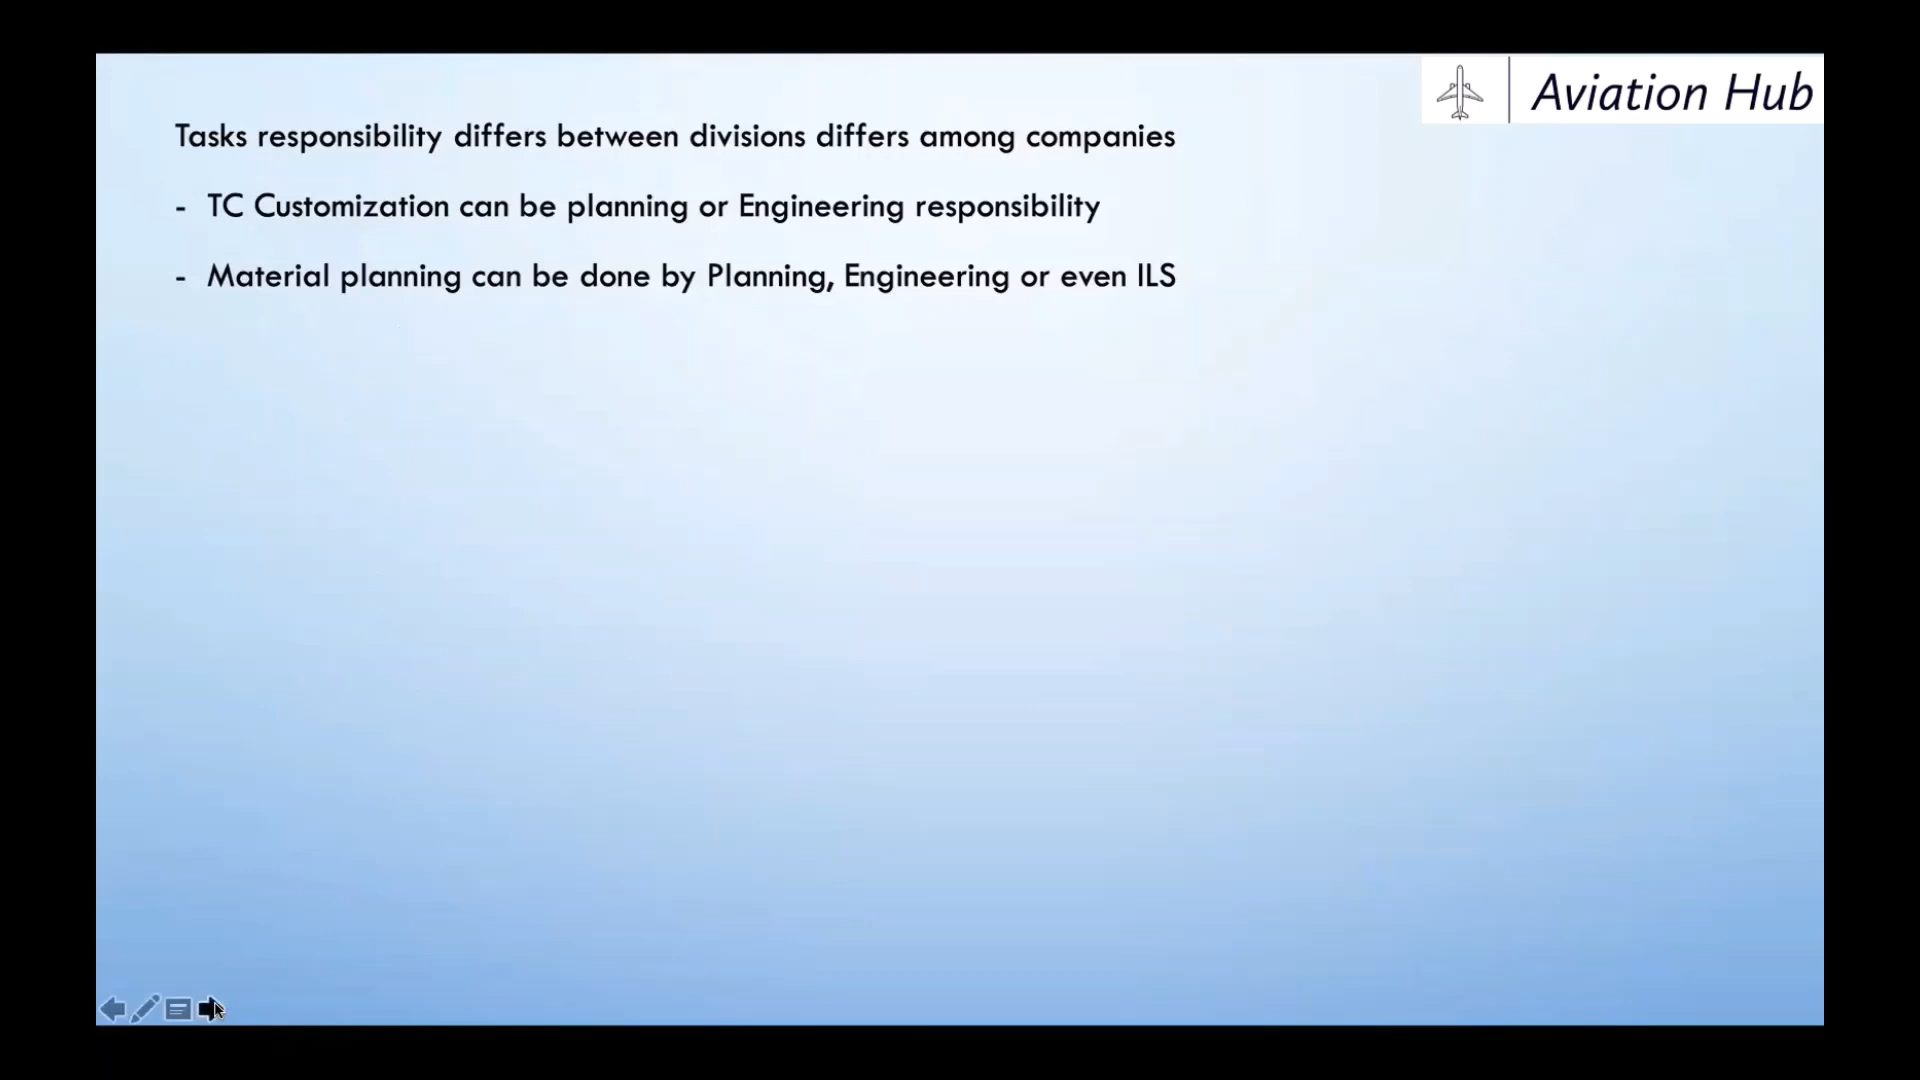 Aviation Hub
Tasks responsibility differs between divisions differs among companies
- TC Customization can be planning or Engineering responsibility
- Material planning can be done by Planning, Engineering or even ILS